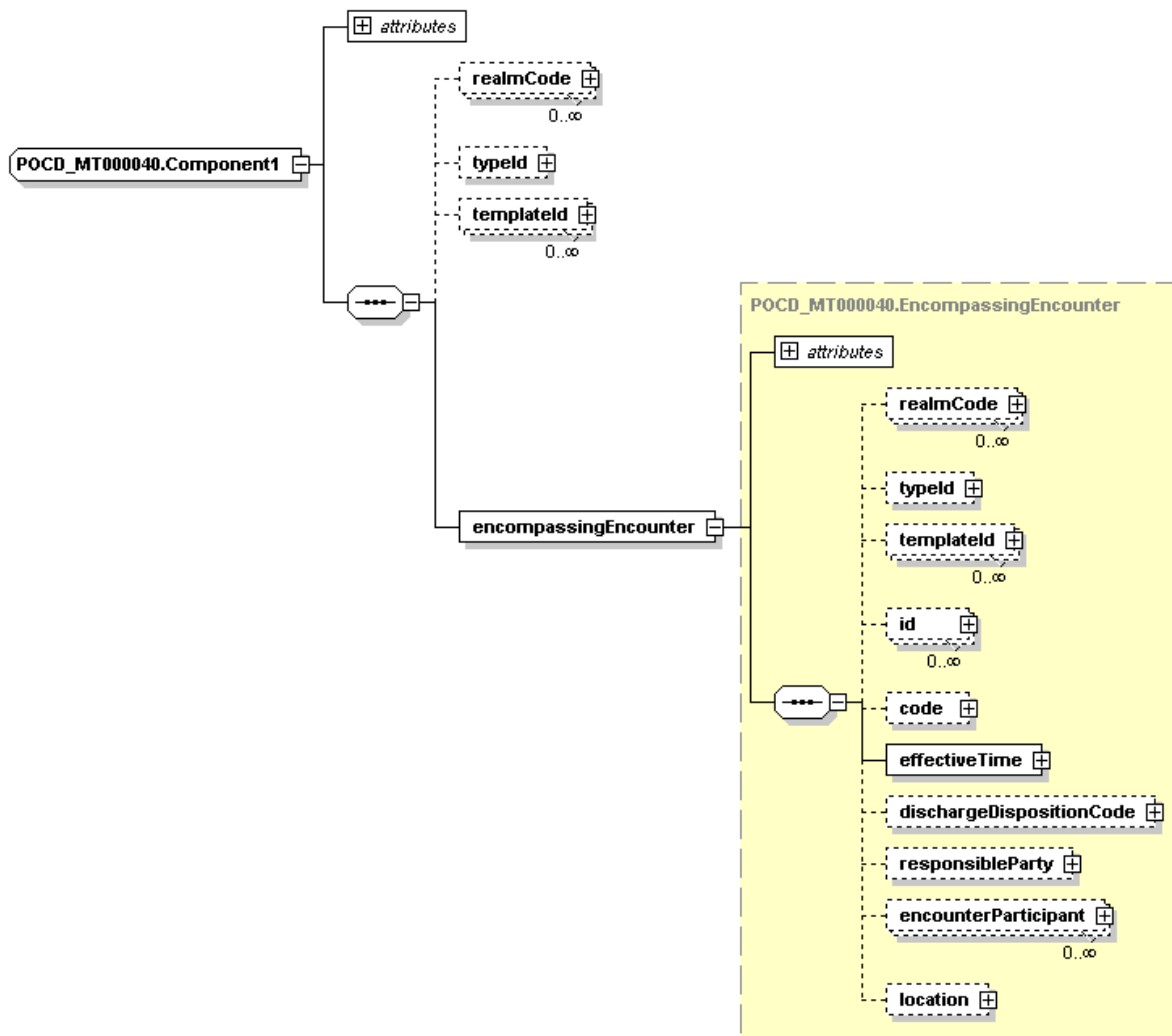 attributes
realmCode
0..∞
POCD_MT000040.Component1
typeId
templateId
0..∞
POCD_MT000040.EncompassingEncounter
attributes
realmCode
0..∞
typeId
encompassingEncounter
templateId
0..∞
id
0..∞
code
effectiveTime
dischargeDispositionCode
responsibleParty
encounterParticipant
0..∞
location